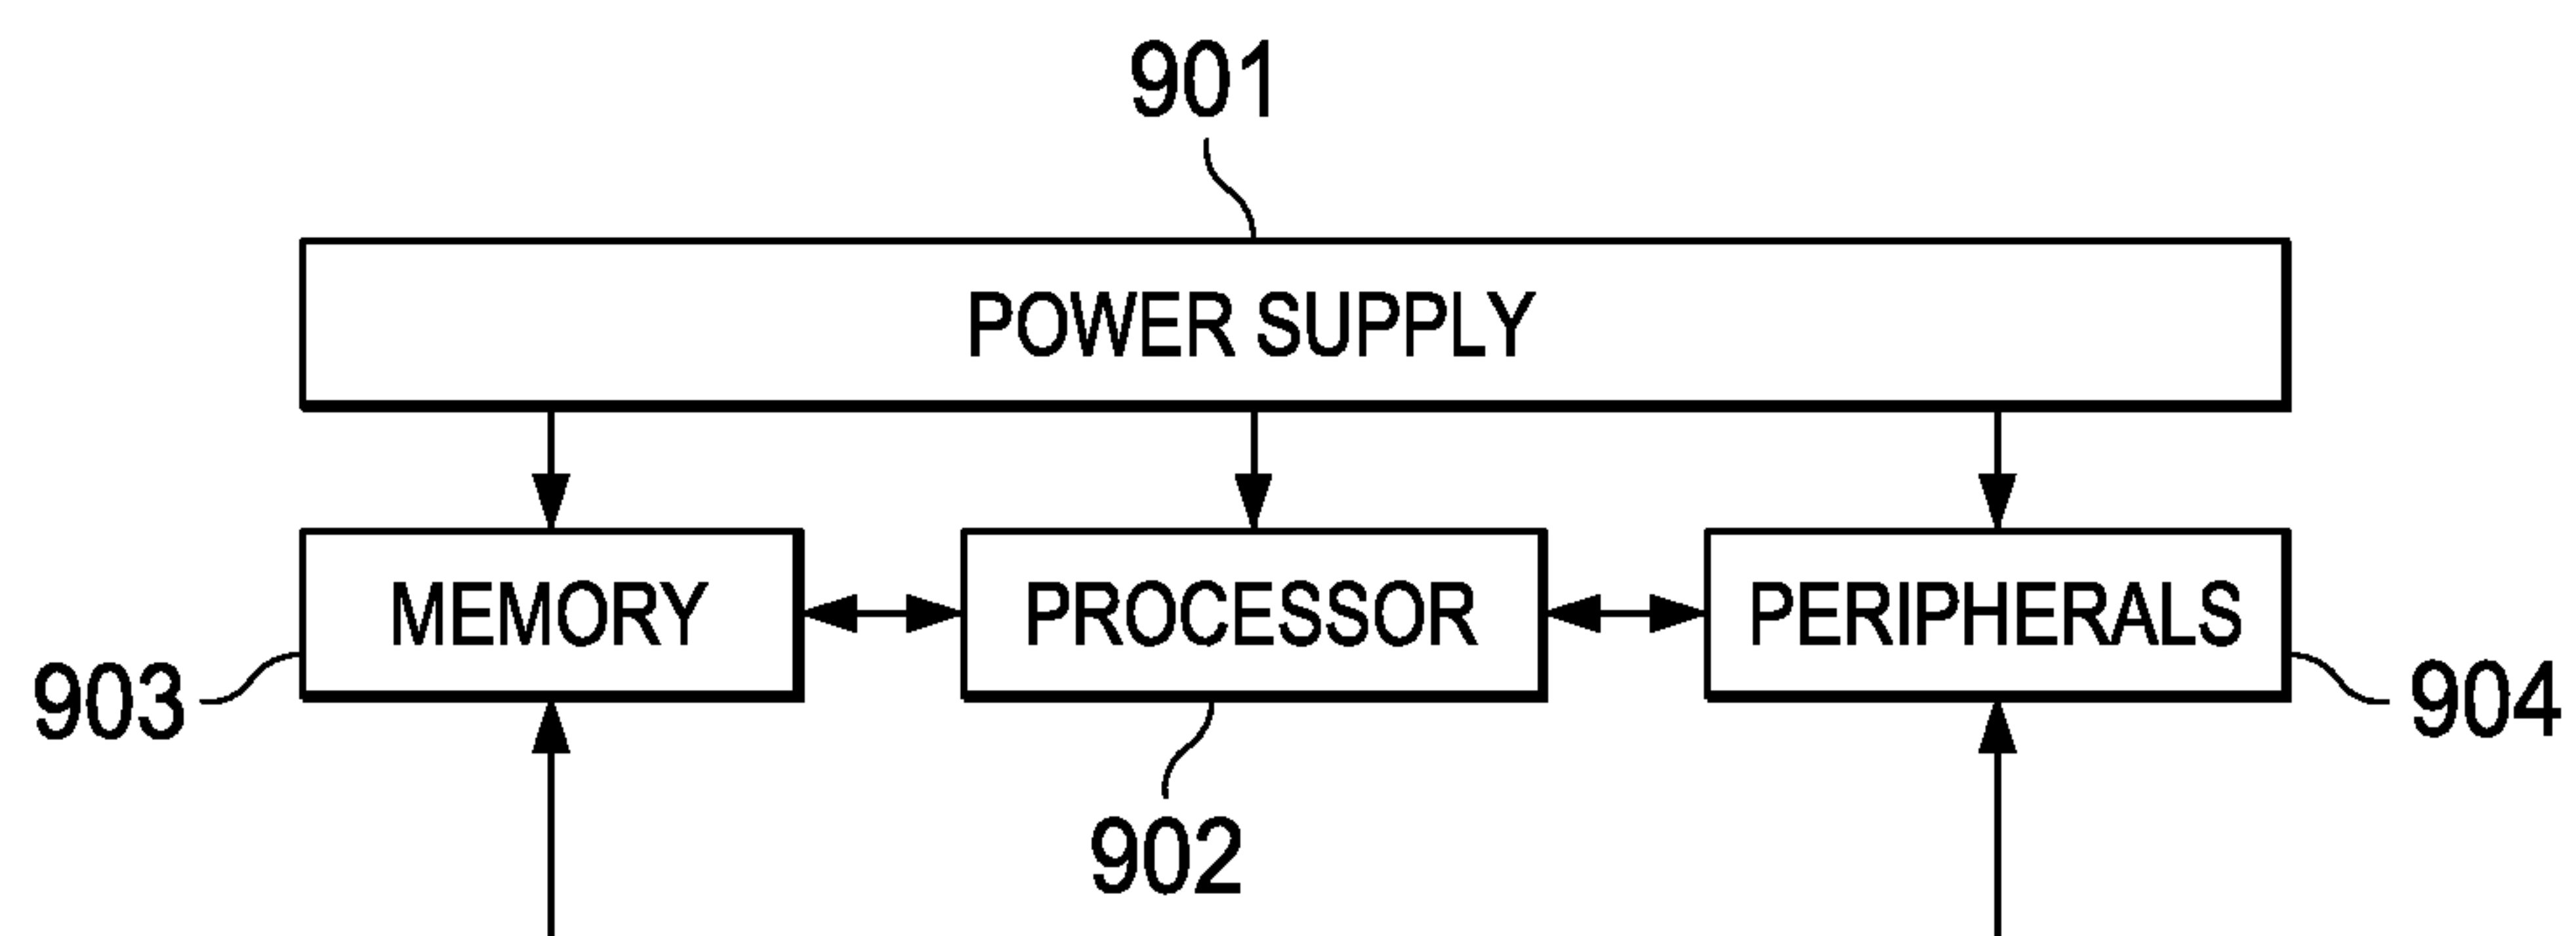 901
POWER SUPPLY
MEMORY
PROCESSOR
PERIPHERALS
903
904
902